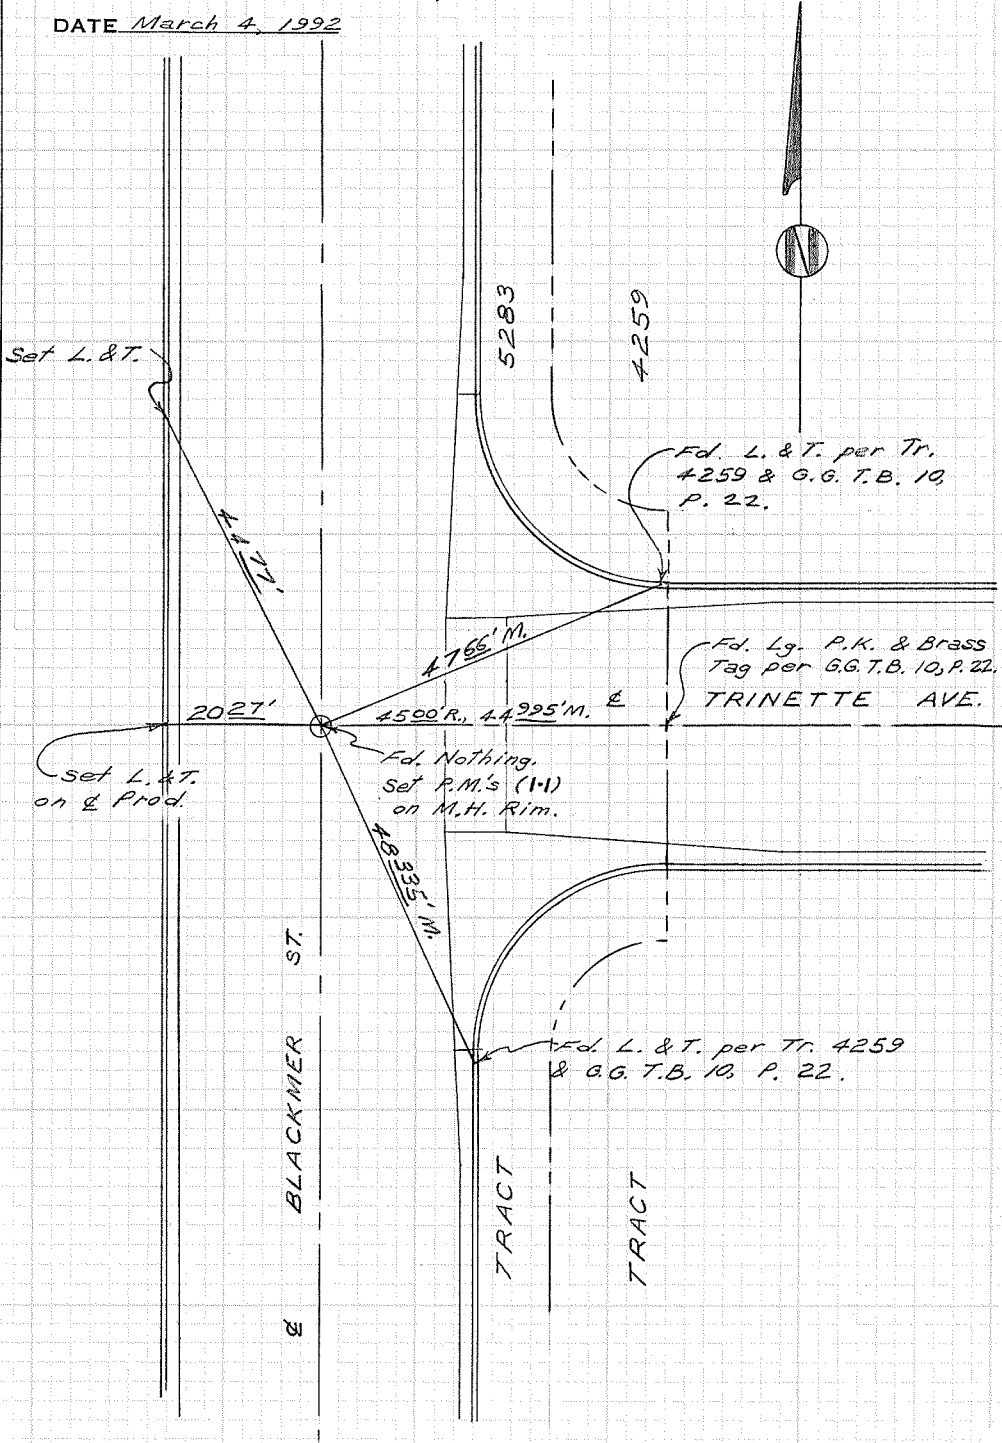 DATE March 4, 1992
5283
4259
Set L. & T.
Fd. L. & T. per Tr.
4259 & G.G. T.B. 10,
P. 22.
44.77'
47.66' M.
Fd. Lg. P.K. & Brass
Tag per G.G. T.B. 10, P. 22.
20.27'
45.00' R., 44.995' M.
℄ TRINETTE AVE.
Set L. & T.
on ℄ Prod.
Fd. Nothing.
Set P.M.'s (1·1)
on M.H. Rim.
48.335' M.
℄ BLACKMER ST.
Fd. L. & T. per Tr. 4259
& G.G. T.B. 10, P. 22.
TRACT
TRACT